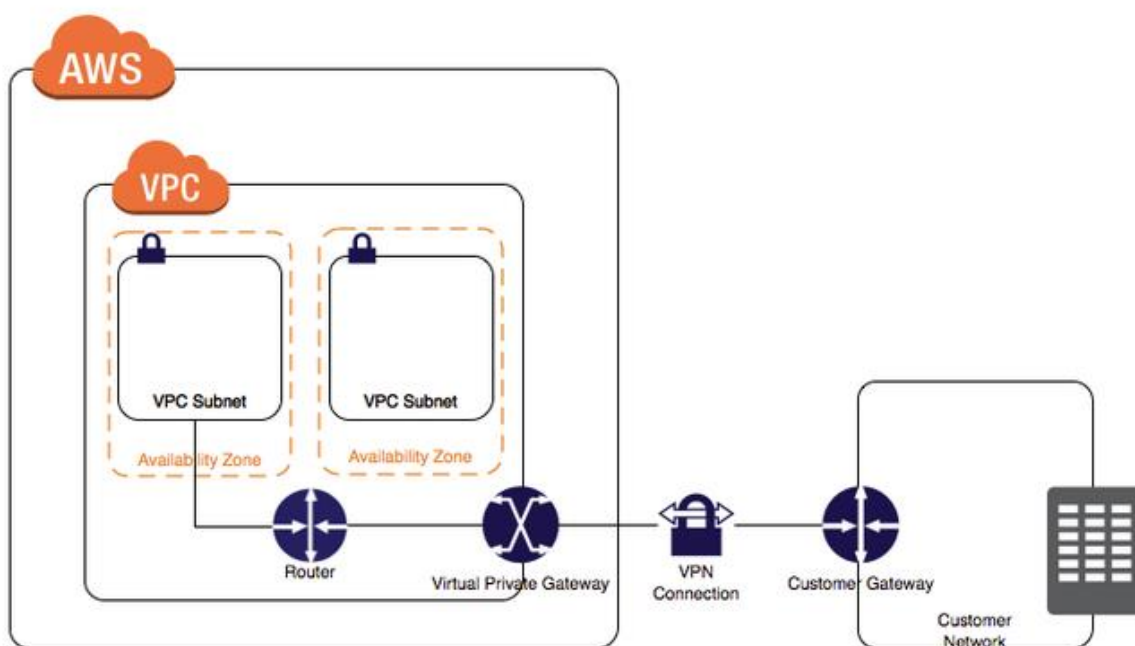 AWS
VPC
VPC Subnet
VPC Subnet
Availability Zone
Availability Zone
Router
Virtual Private Gateway
VPN
Connection
Customer Gateway
Customer
Network